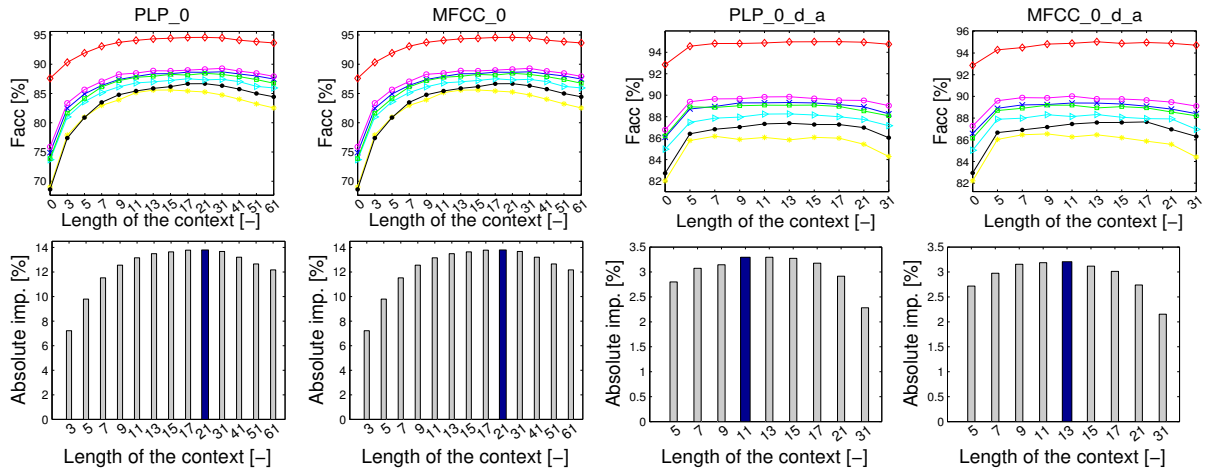 PLP_0
MFCC_0
PLP_0_d_a
MFCC_0_d_a
Facc [%]
95
90
85
80
75
70
0 3 5 7 9 11 13 15 17 21 31 41 51 61
Length of the context [–]
Facc [%]
95
90
85
80
75
70
0 3 5 7 9 11 13 15 17 21 31 41 51 61
Length of the context [–]
Facc [%]
96
94
92
90
88
86
84
82
0 5 7 9 11 13 15 17 21 31
Length of the context [–]
Facc [%]
96
94
92
90
88
86
84
82
0 5 7 9 11 13 15 17 21 31
Length of the context [–]
Absolute imp. [%]
14
12
10
8
6
4
2
0
3 5 7 9 11 13 15 17 21 31 41 51 61
Length of the context [–]
Absolute imp. [%]
14
12
10
8
6
4
2
0
3 5 7 9 11 13 15 17 21 31 41 51 61
Length of the context [–]
Absolute imp. [%]
3.5
3
2.5
2
1.5
1
0.5
0
5 7 9 11 13 15 17 21 31
Length of the context [–]
Absolute imp. [%]
3.5
3
2.5
2
1.5
1
0.5
0
5 7 9 11 13 15 17 21 31
Length of the context [–]